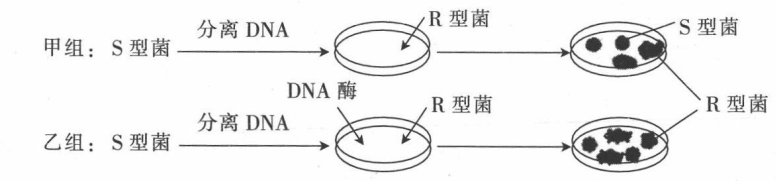 甲组：S 型菌 分离 DNA R 型菌 S 型菌
R 型菌
乙组：S 型菌 分离 DNA DNA 酶 R 型菌